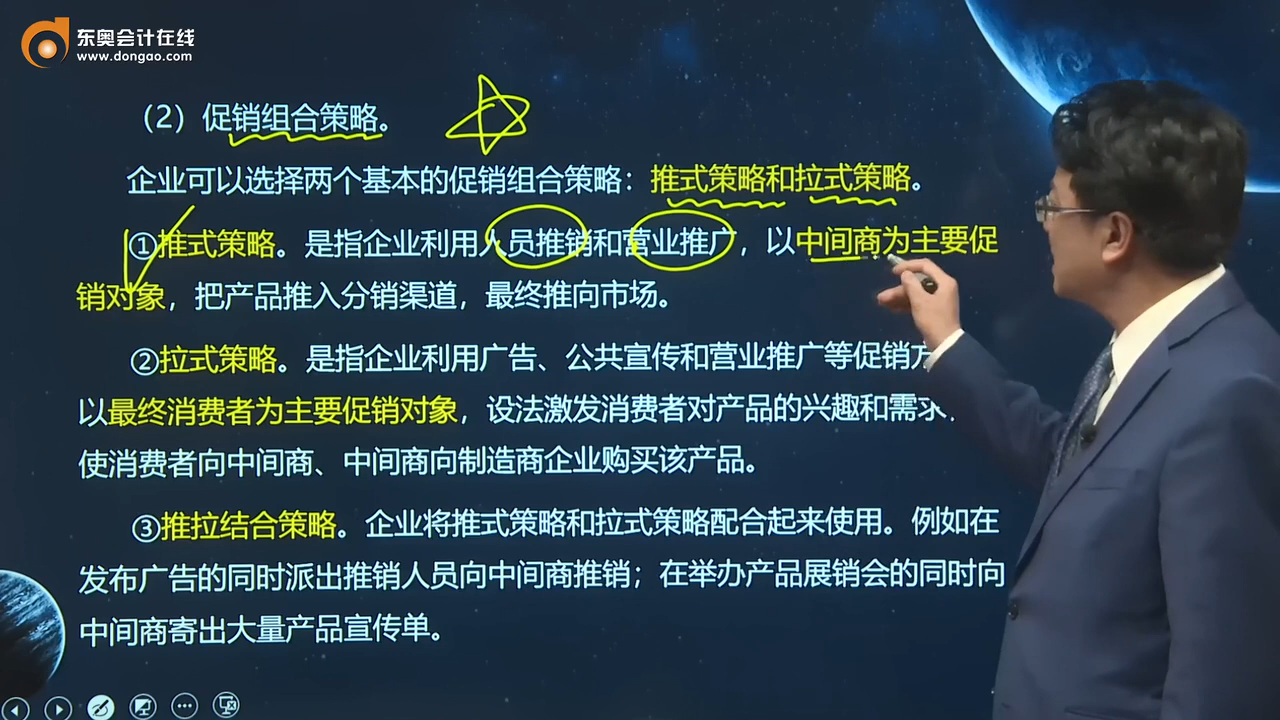 东奥会计在线
www.dongao.com
（2）促销组合策略。
企业可以选择两个基本的促销组合策略：推式策略和拉式策略。
①推式策略。是指企业利用人员推销和营业推广，以中间商为主要促
销对象，把产品推入分销渠道，最终推向市场。
②拉式策略。是指企业利用广告、公共宣传和营业推广等促销方
以最终消费者为主要促销对象，设法激发消费者对产品的兴趣和需求，
使消费者向中间商、中间商向制造商企业购买该产品。
③推拉结合策略。企业将推式策略和拉式策略配合起来使用。例如在
发布广告的同时派出推销人员向中间商推销；在举办产品展销会的同时向
中间商寄出大量产品宣传单。